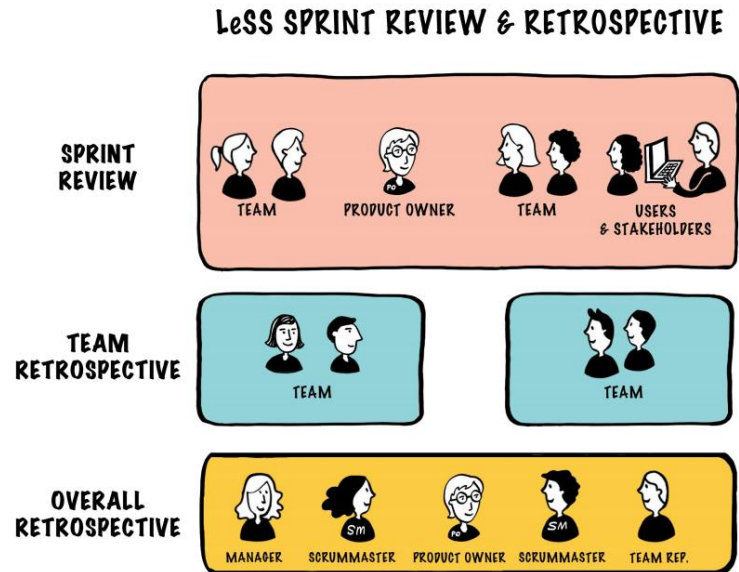 LeSS SPRINT REVIEW & RETROSPECTIVE
SPRINT
REVIEW
TEAM
PO
PRODUCT OWNER
TEAM
USERS
& STAKEHOLDERS
TEAM
RETROSPECTIVE
TEAM
TEAM
OVERALL
RETROSPECTIVE
MANAGER
SM
SCRUMMASTER
PO
PRODUCT OWNER
SM
SCRUMMASTER
TEAM REP.